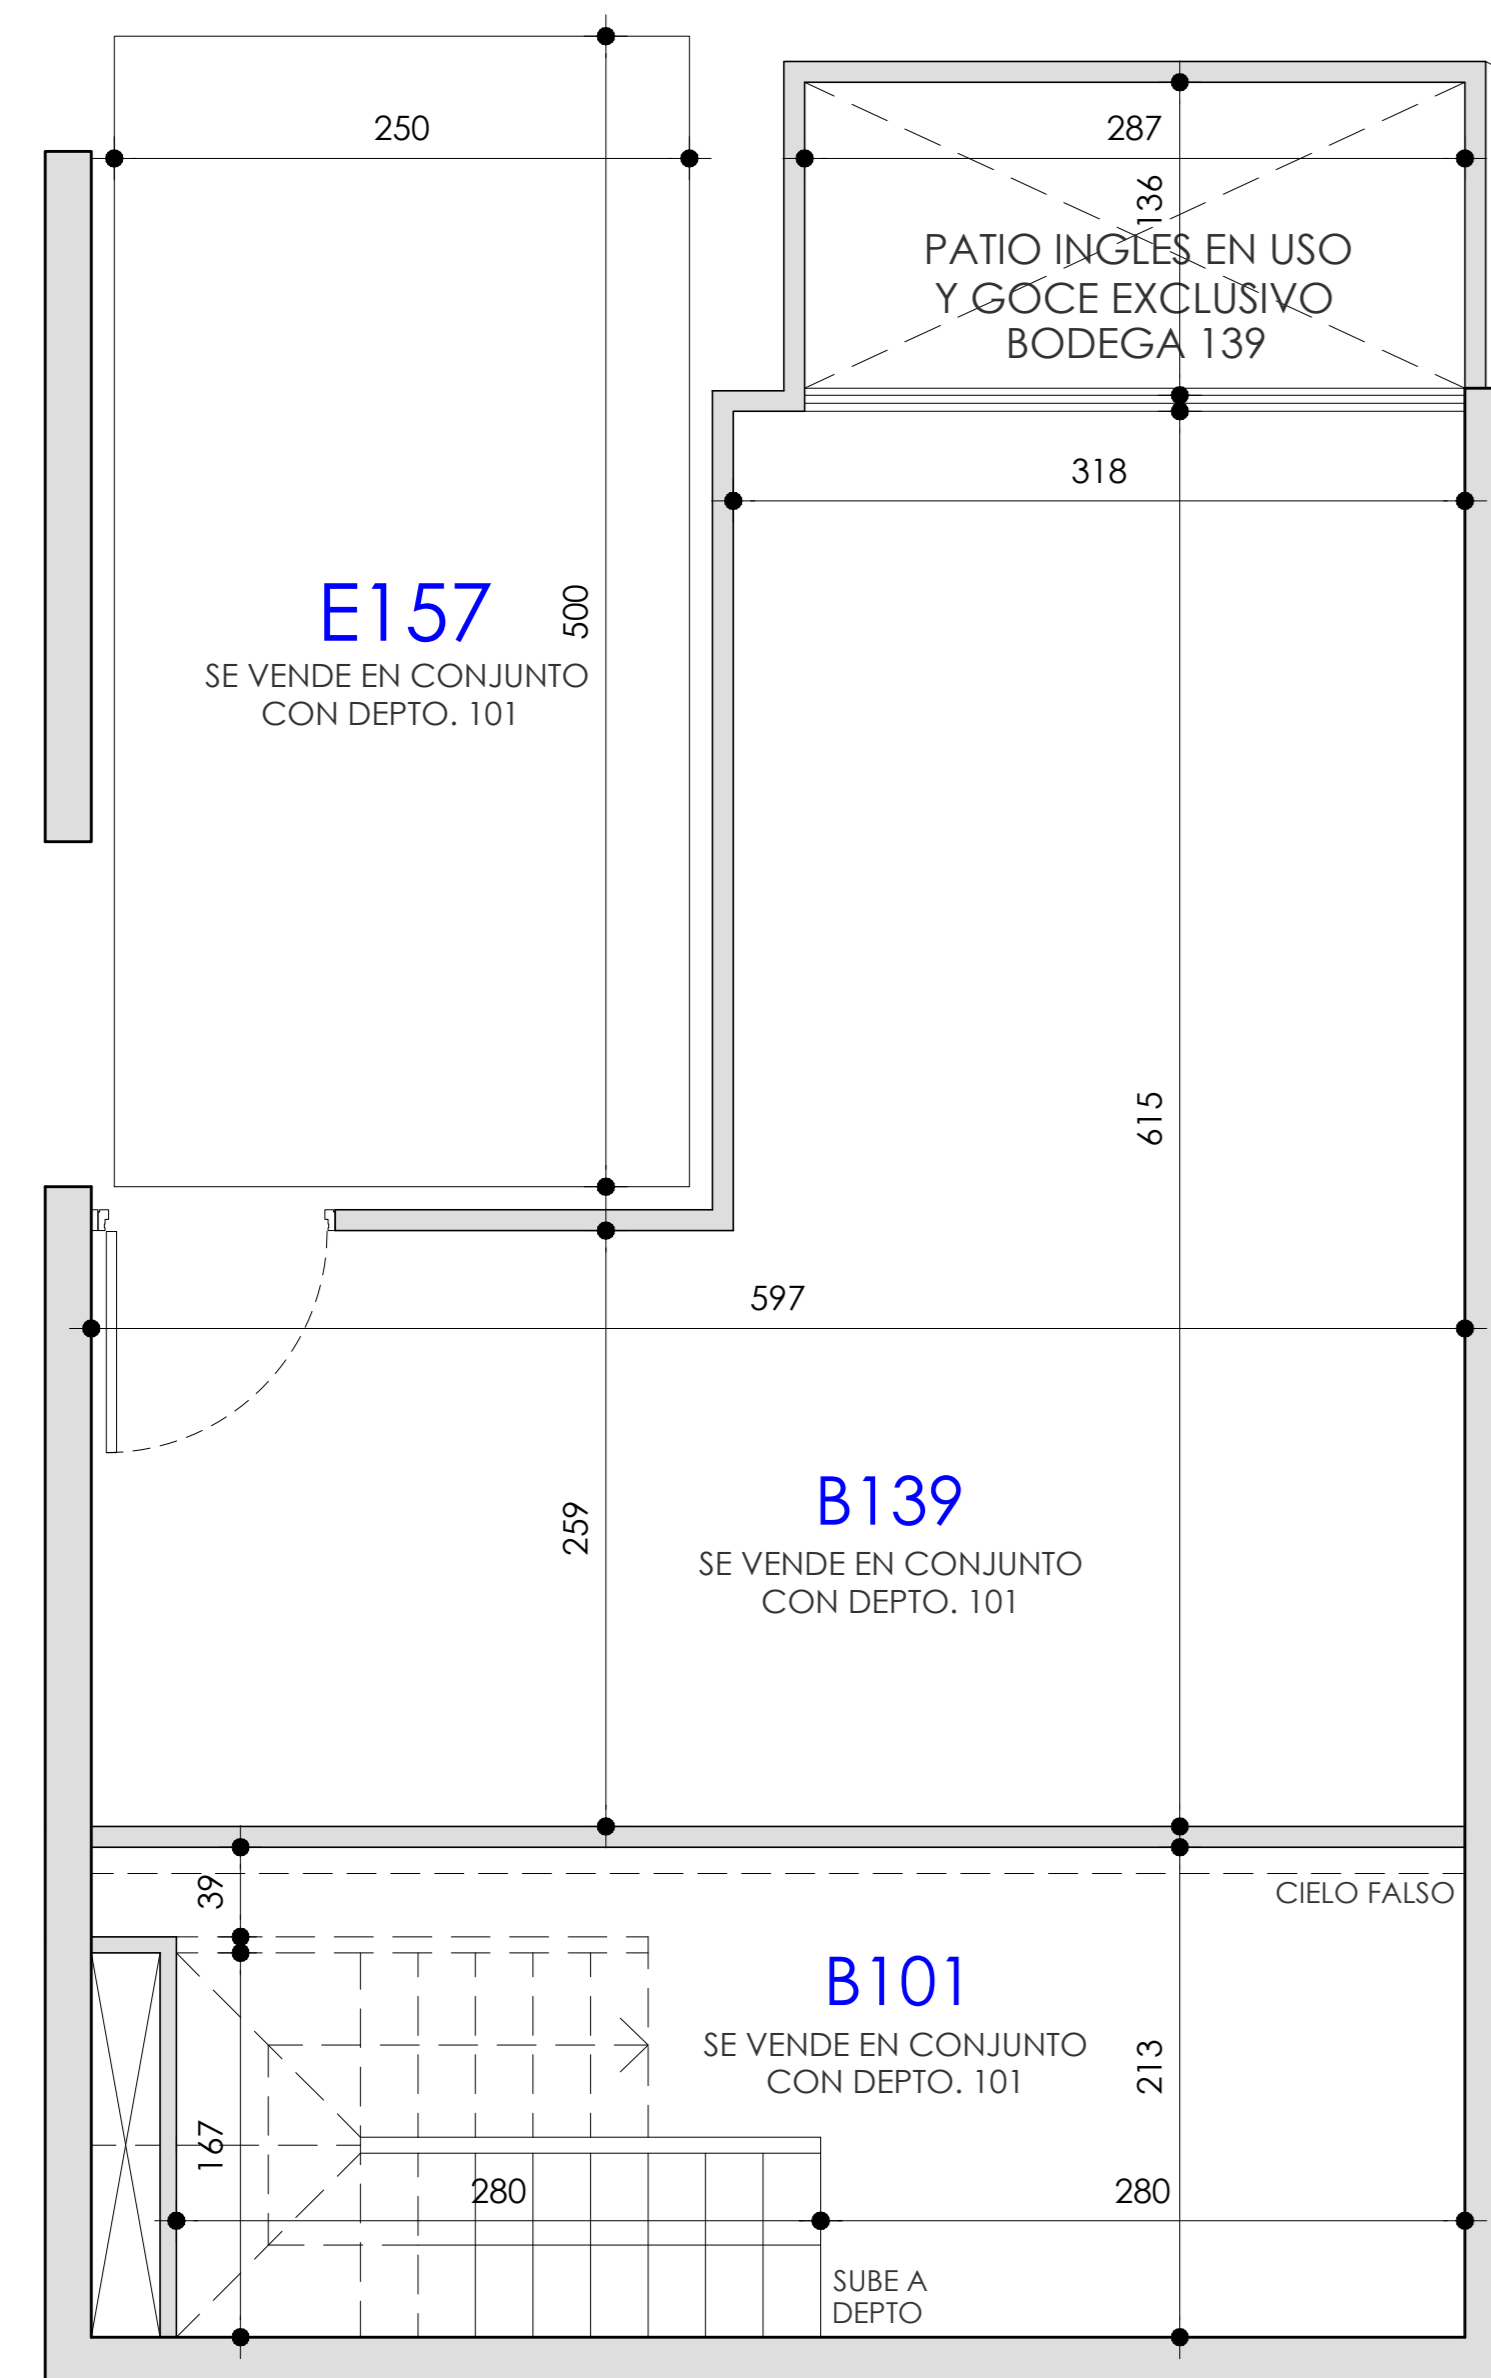 250
287
136
PATIO INGLES EN USO
Y GOCE EXCLUSIVO
BODEGA 139
318
E157
500
SE VENDE EN CONJUNTO
CON DEPTO. 101
615
597
B139
259
SE VENDE EN CONJUNTO
CON DEPTO. 101
39
CIELO FALSO
B101
SE VENDE EN CONJUNTO
CON DEPTO. 101
213
167
280
280
SUBE A
DEPTO